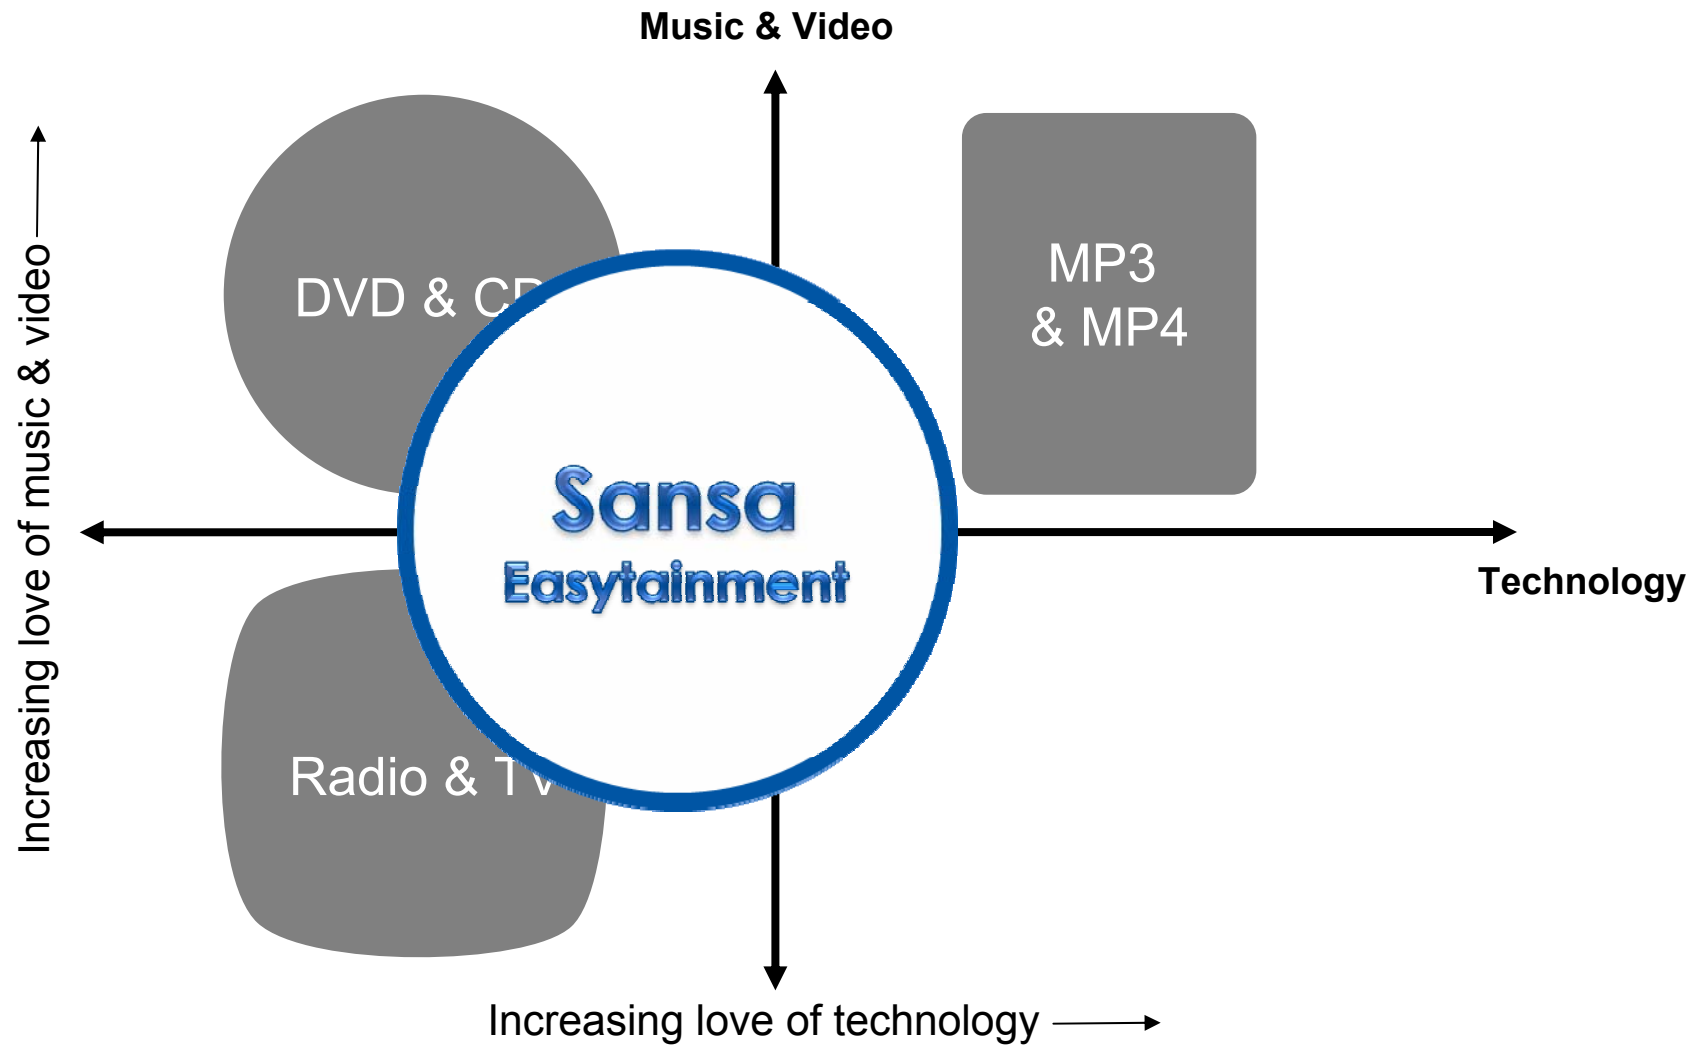 Music & Video
Increasing love of music & video
DVD & CD
MP3
& MP4
Sansa
Easytainment
Technology
Radio & TV
Increasing love of technology